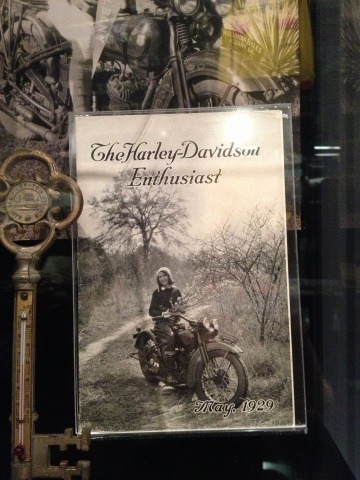 The Harley-Davidson
Enthusiast
May, 1929